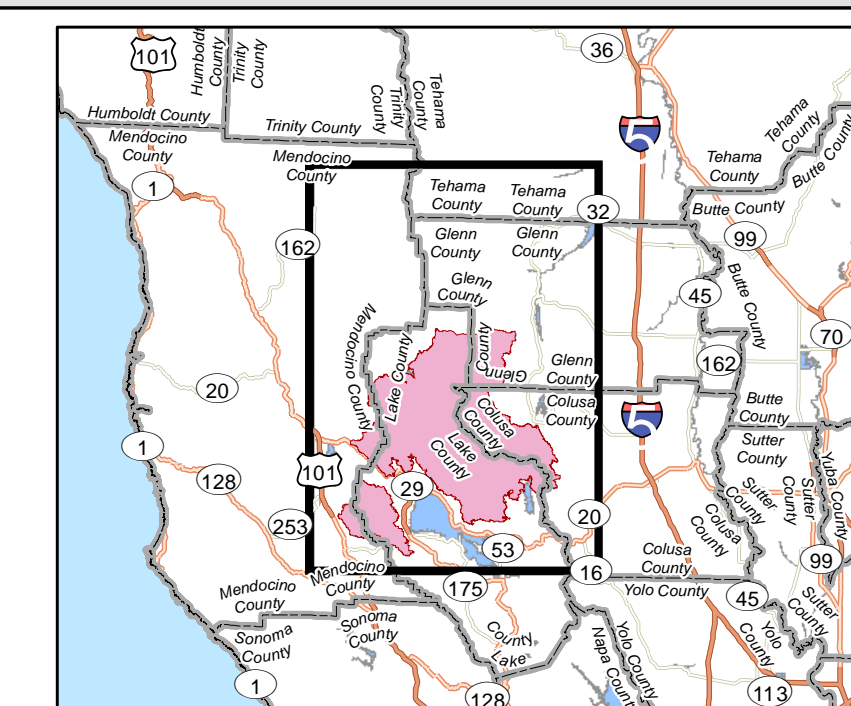 101
Humboldt
County
Trinity
County
Tehama
County
Trinity
County
36
5
Humboldt County
Mendocino
County
Trinity County
Mendocino
County
Tehama
County
Butte County
Tehama
County
Butte County
1
Tehama
County
Tehama
County
32
99
162
Glenn
County
Glenn
County
Glenn
County
45
Butte County
70
Mendocino County
Lake County
Glenn
County
Glenn
County
162
20
Colusa
County
5
Butte
County
Sutter
County
Colusa
County
Lake
County
1
128
101
29
253
20
53
Sutter
County
Sutter
County
Yuba County
Colusa
County
99
Mendocino
County
Mendocino
County
175
16
Colusa
County
Yolo County
45
Sutter
County
Sonoma
County
Sonoma
County
County
Lake
Yolo County
Napa County
Yolo
County
1
128
113